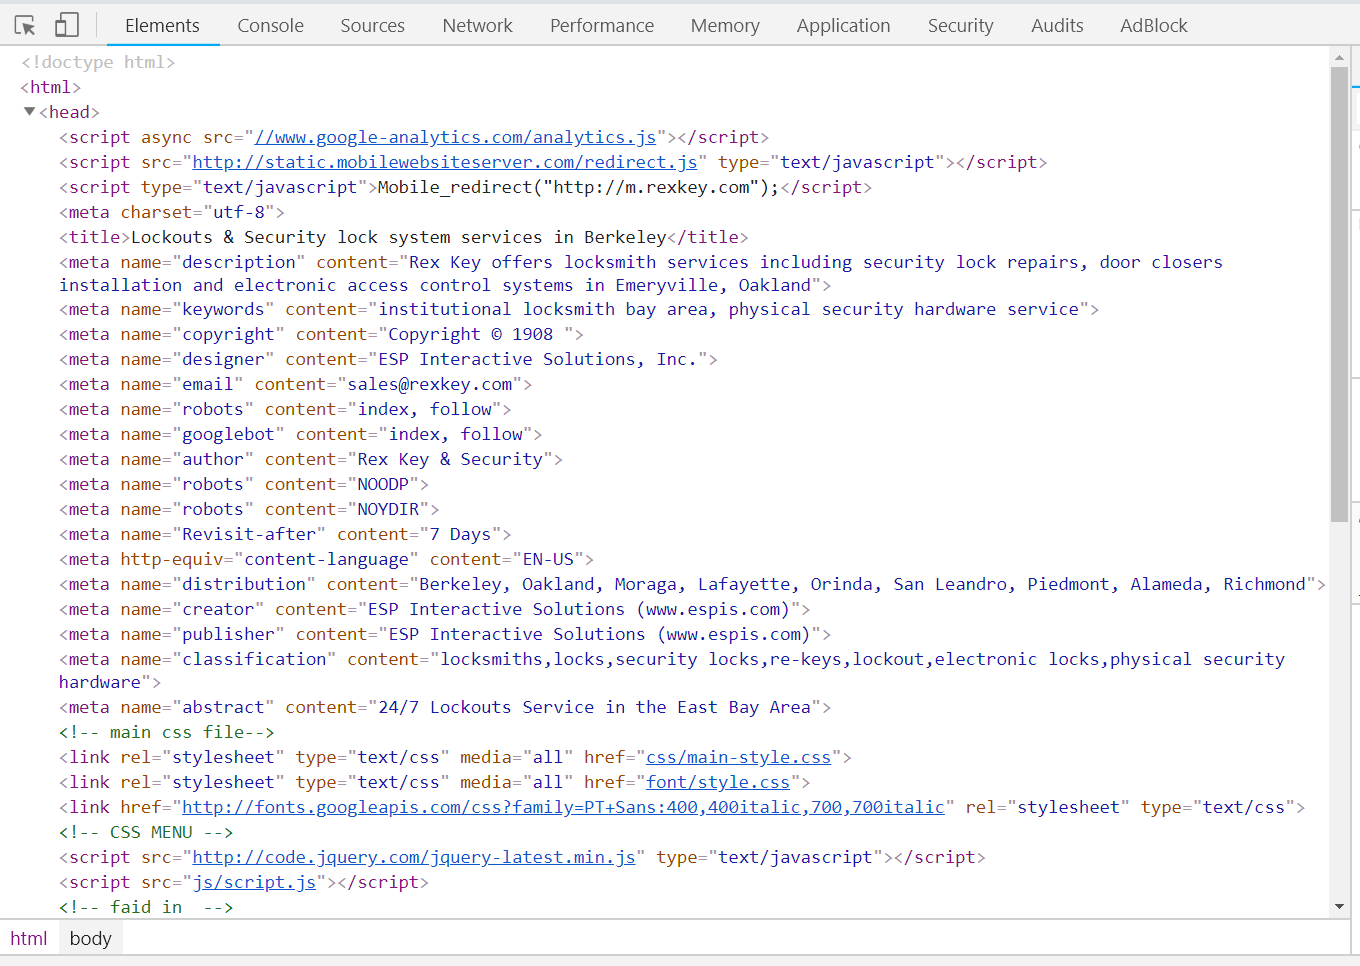 Elements Console Sources Network Performance Memory Application Security Audits AdBlock
<!doctype html>
<html>
▼<head>
<script async src="//www.google-analytics.com/analytics.js"></script>
<script src="http://static.mobilewebsiteserver.com/redirect.js" type="text/javascript"></script>
<script type="text/javascript">Mobile_redirect("http://m.rexkey.com");</script>
<meta charset="utf-8">
<title>Lockouts & Security lock system services in Berkeley</title>
<meta name="description" content="Rex Key offers locksmith services including security lock repairs, door closers
installation and electronic access control systems in Emeryville, Oakland">
<meta name="keywords" content="institutional locksmith bay area, physical security hardware service">
<meta name="copyright" content="Copyright © 1908 ">
<meta name="designer" content="ESP Interactive Solutions, Inc.">
<meta name="email" content="sales@rexkey.com">
<meta name="robots" content="index, follow">
<meta name="googlebot" content="index, follow">
<meta name="author" content="Rex Key & Security">
<meta name="robots" content="NOODP">
<meta name="robots" content="NOYDIR">
<meta name="Revisit-after" content="7 Days">
<meta http-equiv="content-language" content="EN-US">
<meta name="distribution" content="Berkeley, Oakland, Moraga, Lafayette, Orinda, San Leandro, Piedmont, Alameda, Richmond">
<meta name="creator" content="ESP Interactive Solutions (www.espis.com)">
<meta name="publisher" content="ESP Interactive Solutions (www.espis.com)">
<meta name="classification" content="locksmiths,locks,security locks,re-keys,lockout,electronic locks,physical security
hardware">
<meta name="abstract" content="24/7 Lockouts Service in the East Bay Area">
<!-- main css file-->
<link rel="stylesheet" type="text/css" media="all" href="css/main-style.css">
<link rel="stylesheet" type="text/css" media="all" href="font/style.css">
<link href="http://fonts.googleapis.com/css?family=PT+Sans:400,400italic,700,700italic" rel="stylesheet" type="text/css">
<!-- CSS MENU -->
<script src="http://code.jquery.com/jquery-latest.min.js" type="text/javascript"></script>
<script src="js/script.js"></script>
<!-- faid in  -->
html body